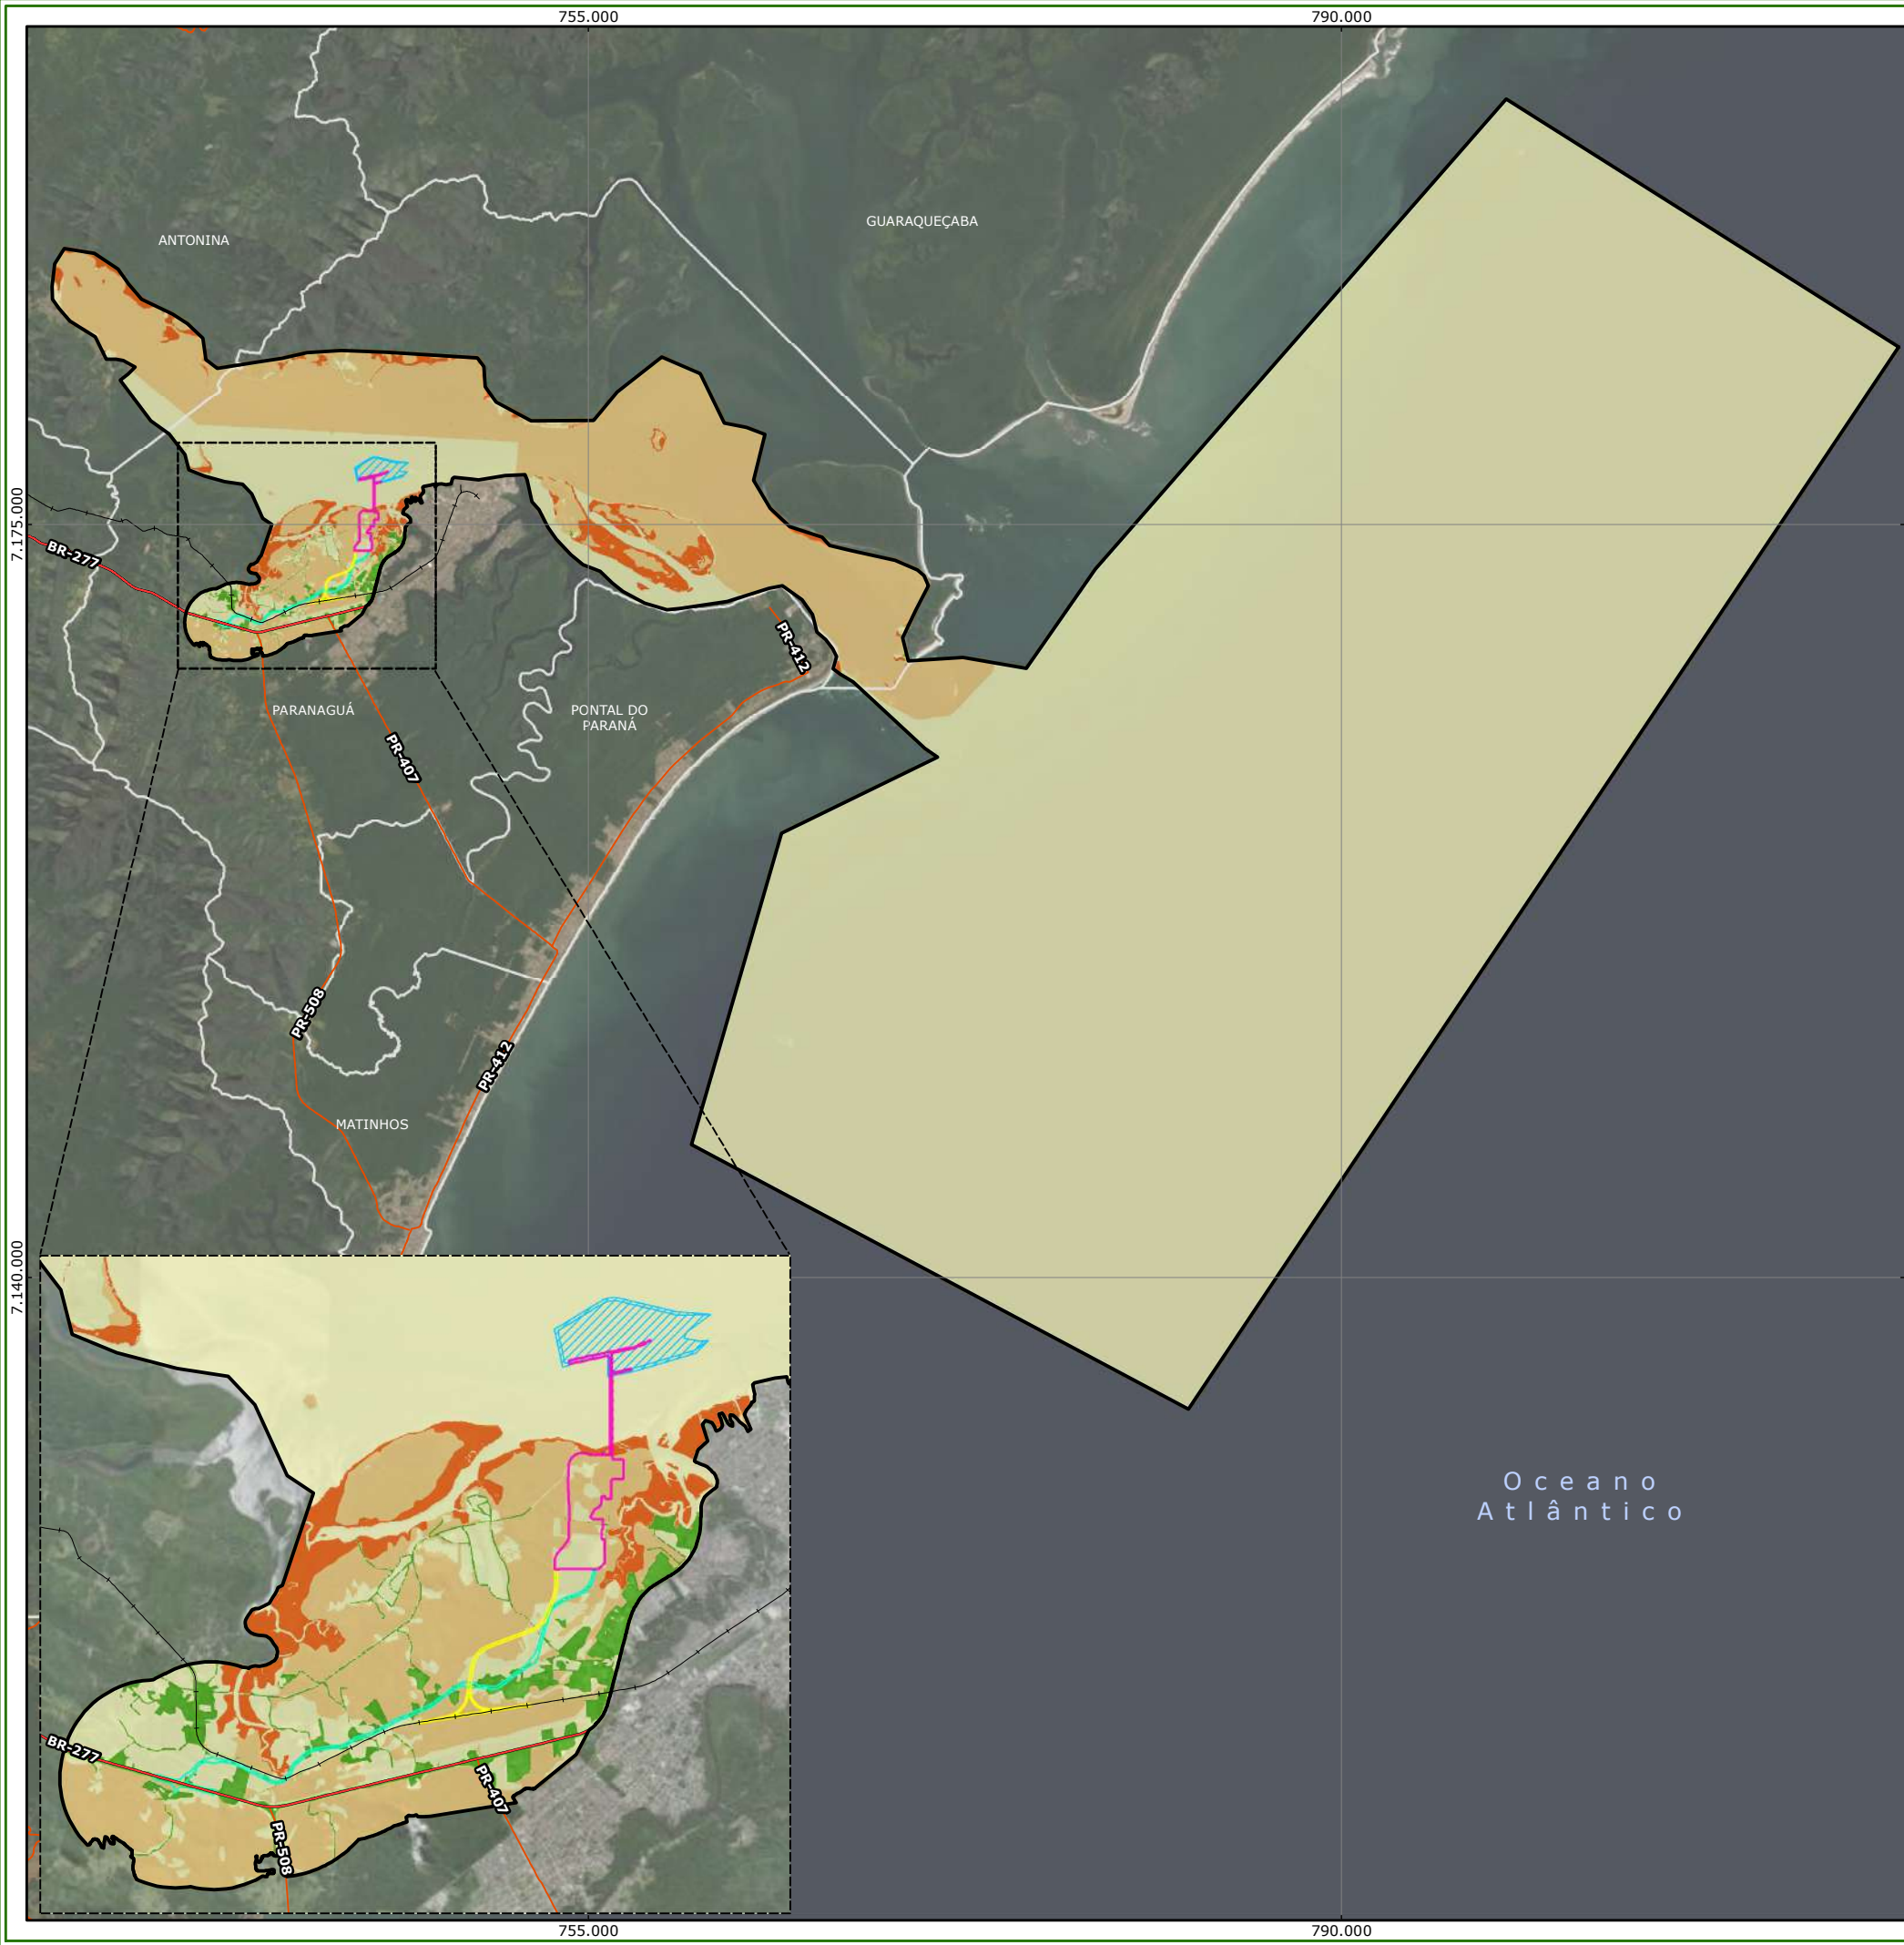 755.000
790.000
GUARAQUEÇABA
ANTONINA
7.175.000
BR-277
PR-412
PARANAGUÁ
PONTAL DO
PARANÁ
PR-407
PR-508
PR-412
MATINHOS
7.140.000
Oceano
Atlântico
BR-277
PR-407
PR-508
755.000
790.000